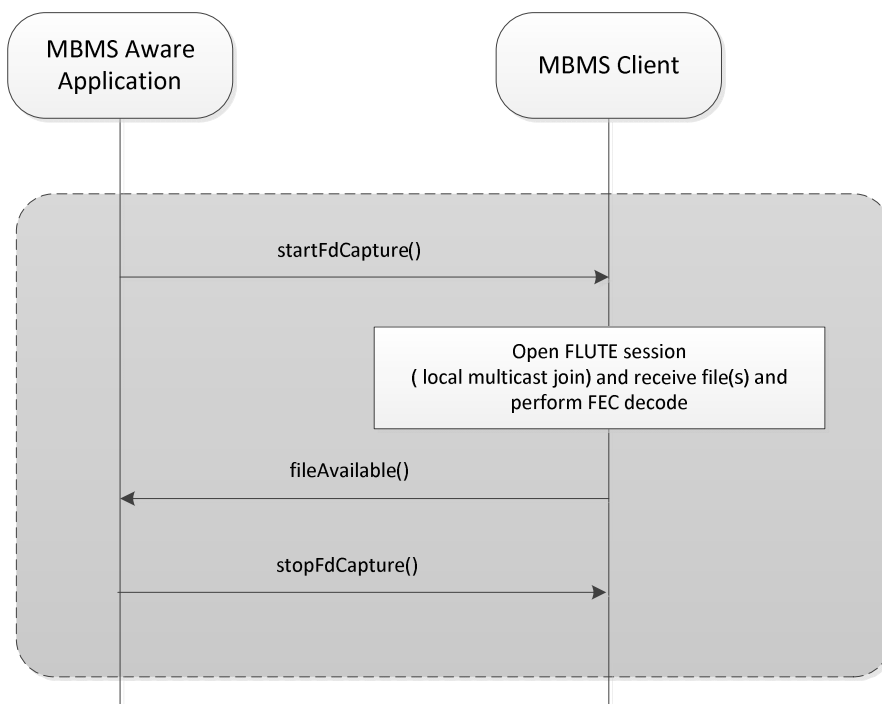 MBMS Aware
Application
MBMS Client
startFdCapture()
Open FLUTE session
( local multicast join) and receive file(s) and
perform FEC decode
fileAvailable()
stopFdCapture()